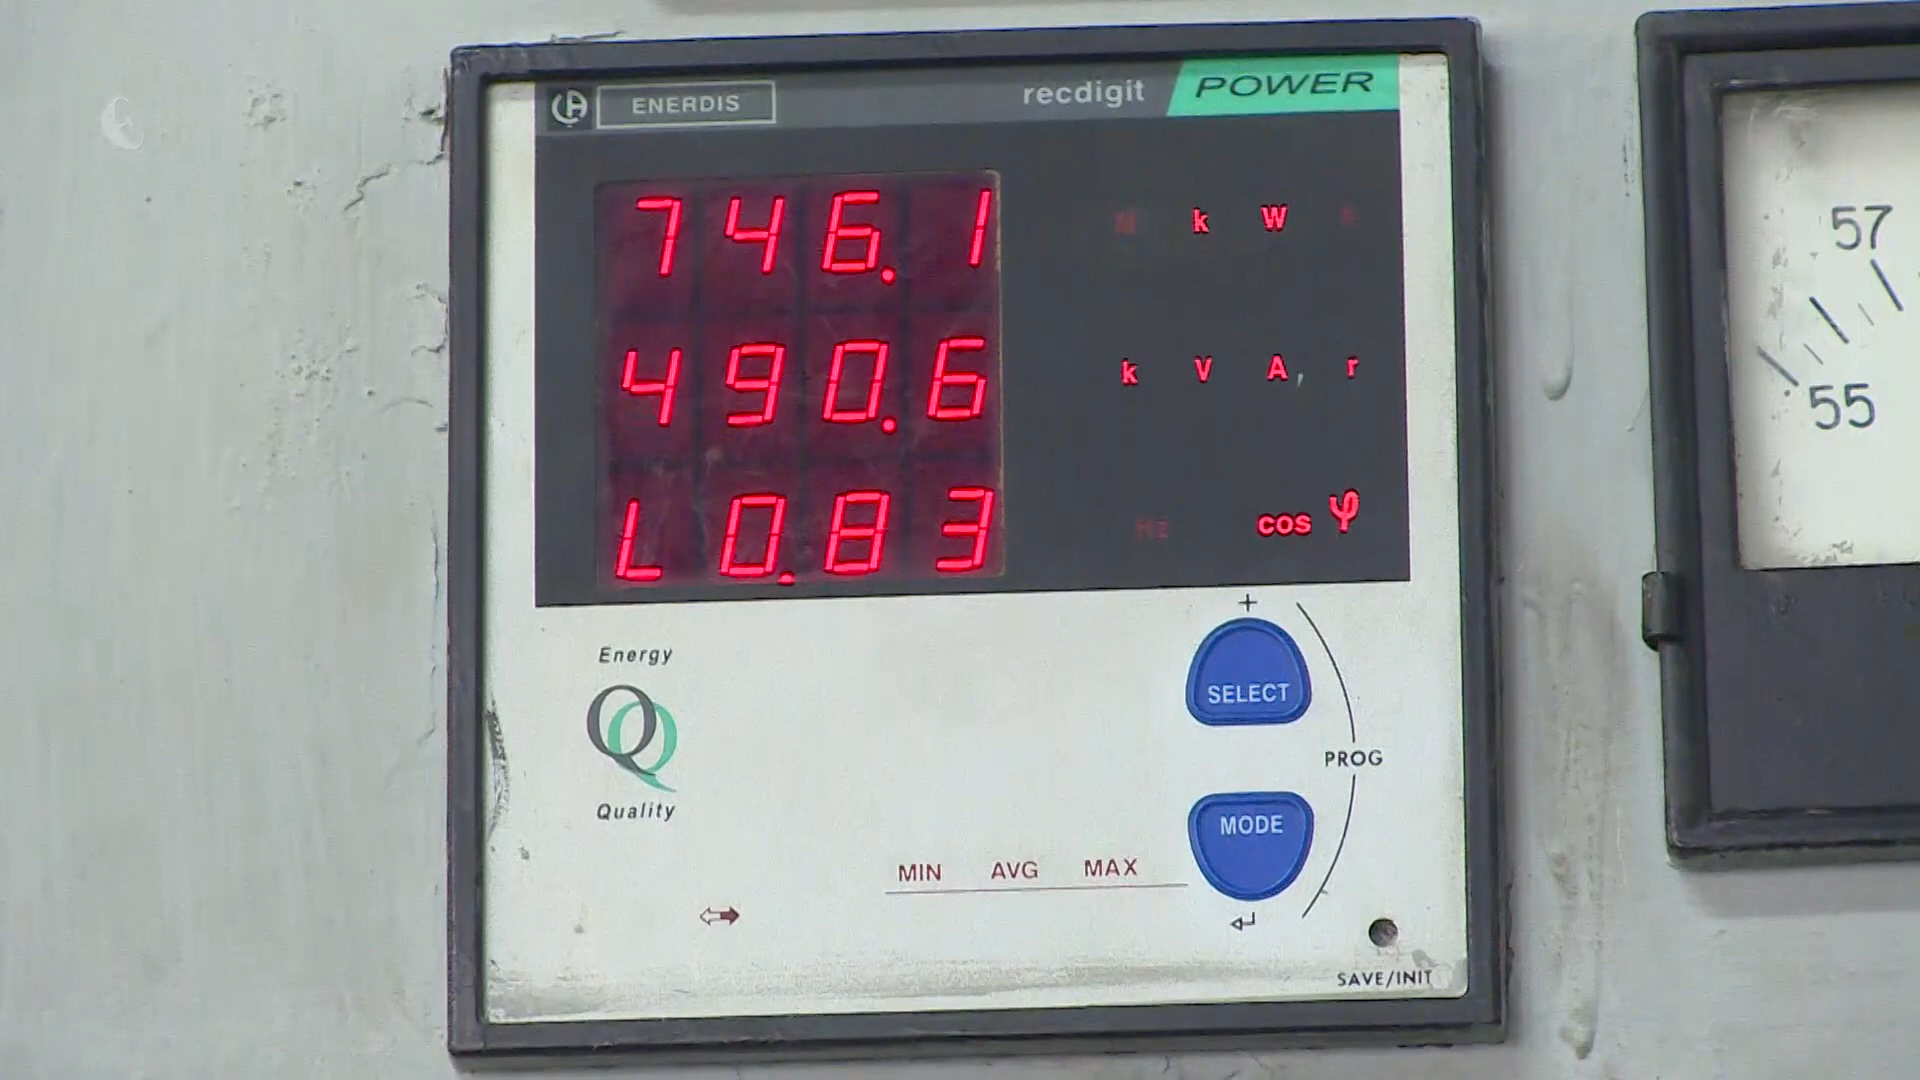 ENERDIS recdigit POWER
746.1 kW
490.6 kVAr
L0.83 Hz cos φ
57
55
+
SELECT
Energy
QQ
Quality
PROG
MODE
MIN AVG MAX
SAVE/INIT